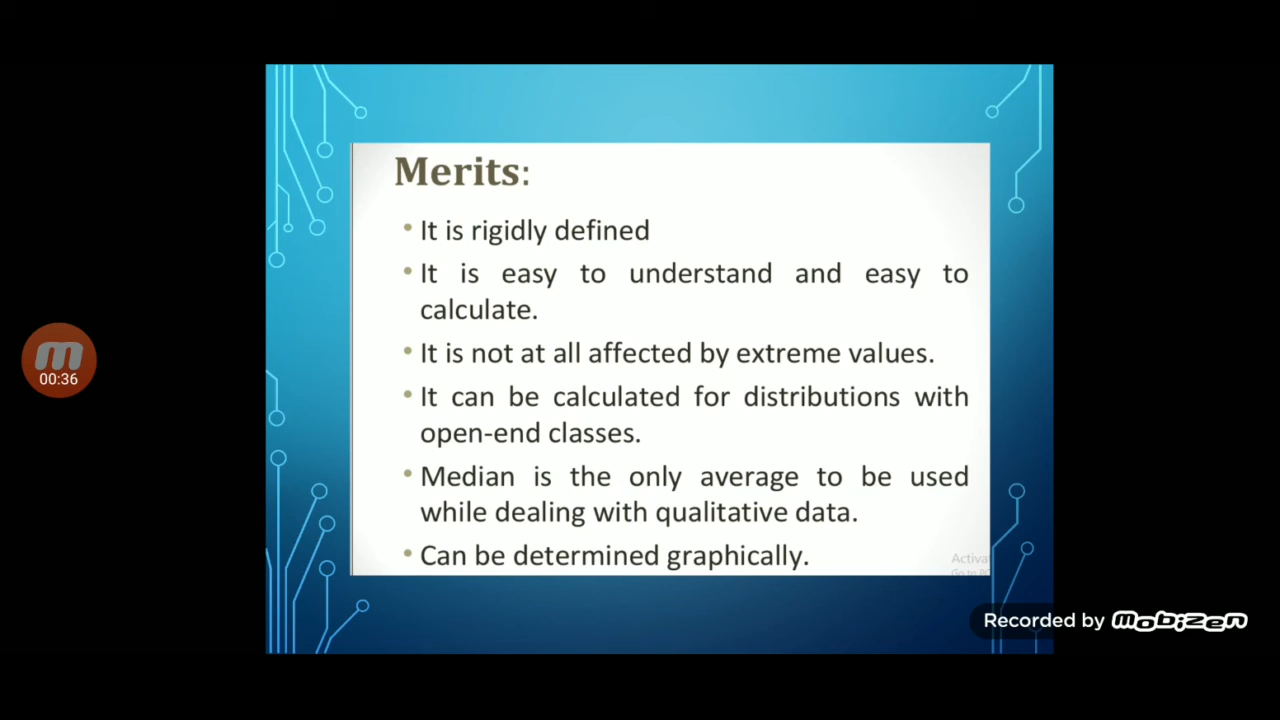 Merits:
• It is rigidly defined
• It is easy to understand and easy to
calculate.
• It is not at all affected by extreme values.
• It can be calculated for distributions with
open-end classes.
• Median is the only average to be used
while dealing with qualitative data.
• Can be determined graphically.
Activa
m
00:36
Recorded by mobizen